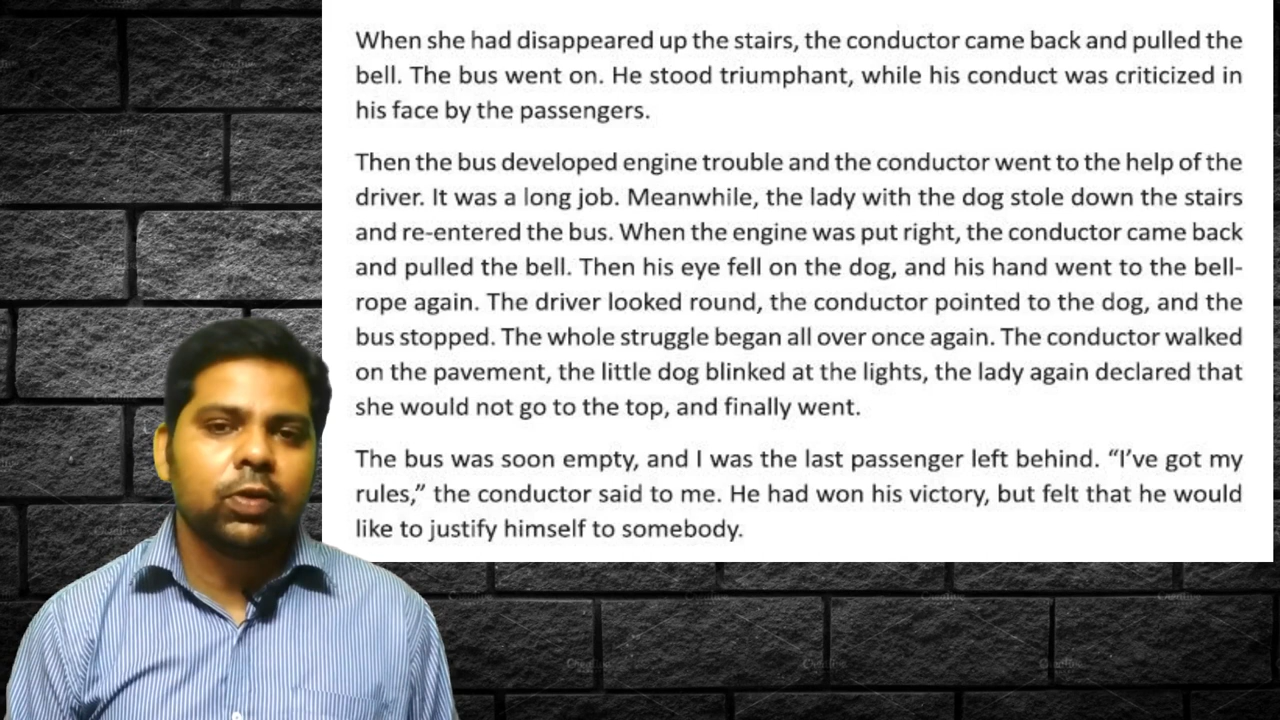 When she had disappeared up the stairs, the conductor came back and pulled the
bell. The bus went on. He stood triumphant, while his conduct was criticized in
his face by the passengers.
Then the bus developed engine trouble and the conductor went to the help of the
driver. It was a long job. Meanwhile, the lady with the dog stole down the stairs
and re-entered the bus. When the engine was put right, the conductor came back
and pulled the bell. Then his eye fell on the dog, and his hand went to the bell-
rope again. The driver looked round, the conductor pointed to the dog, and the
bus stopped. The whole struggle began all over once again. The conductor walked
on the pavement, the little dog blinked at the lights, the lady again declared that
she would not go to the top, and finally went.
The bus was soon empty, and I was the last passenger left behind. “I’ve got my
rules,” the conductor said to me. He had won his victory, but felt that he would
like to justify himself to somebody.